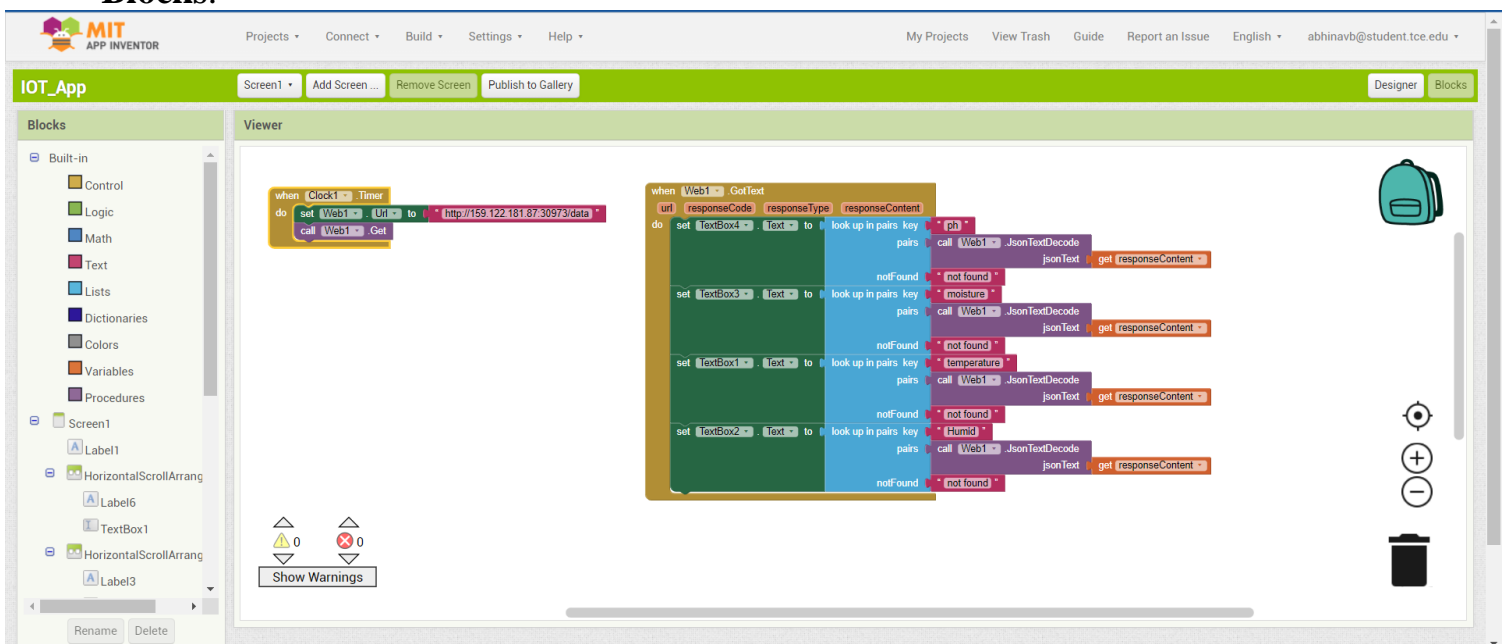 Blocks:
MIT
APP INVENTOR
Projects Connect Build Settings Help My Projects View Trash Guide Report an Issue English abhinavb@student.tce.edu
IOT_App Screen1 Add Screen ... Remove Screen Publish to Gallery Designer Blocks
Blocks
Viewer
Built-in
Control
Logic
Math
Text
Lists
Dictionaries
Colors
Variables
Procedures
Screen1
Label1
HorizontalScrollArrang
Label6
TextBox1
HorizontalScrollArrang
Label3
Rename Delete
when Clock1 .Timer
do set Web1 . Url to " http://159.122.181.87:30973/data "
call Web1 .Get
when Web1 .GotText
url responseCode responseType responseContent
do set TextBox4 . Text to look up in pairs key " ph "
pairs call Web1 .JsonTextDecode
jsonText get responseContent
notFound " not found "
set TextBox3 . Text to look up in pairs key " moisture "
pairs call Web1 .JsonTextDecode
jsonText get responseContent
notFound " not found "
set TextBox1 . Text to look up in pairs key " temperature "
pairs call Web1 .JsonTextDecode
jsonText get responseContent
notFound " not found "
set TextBox2 . Text to look up in pairs key " Humid "
pairs call Web1 .JsonTextDecode
jsonText get responseContent
notFound " not found "
0 0
Show Warnings